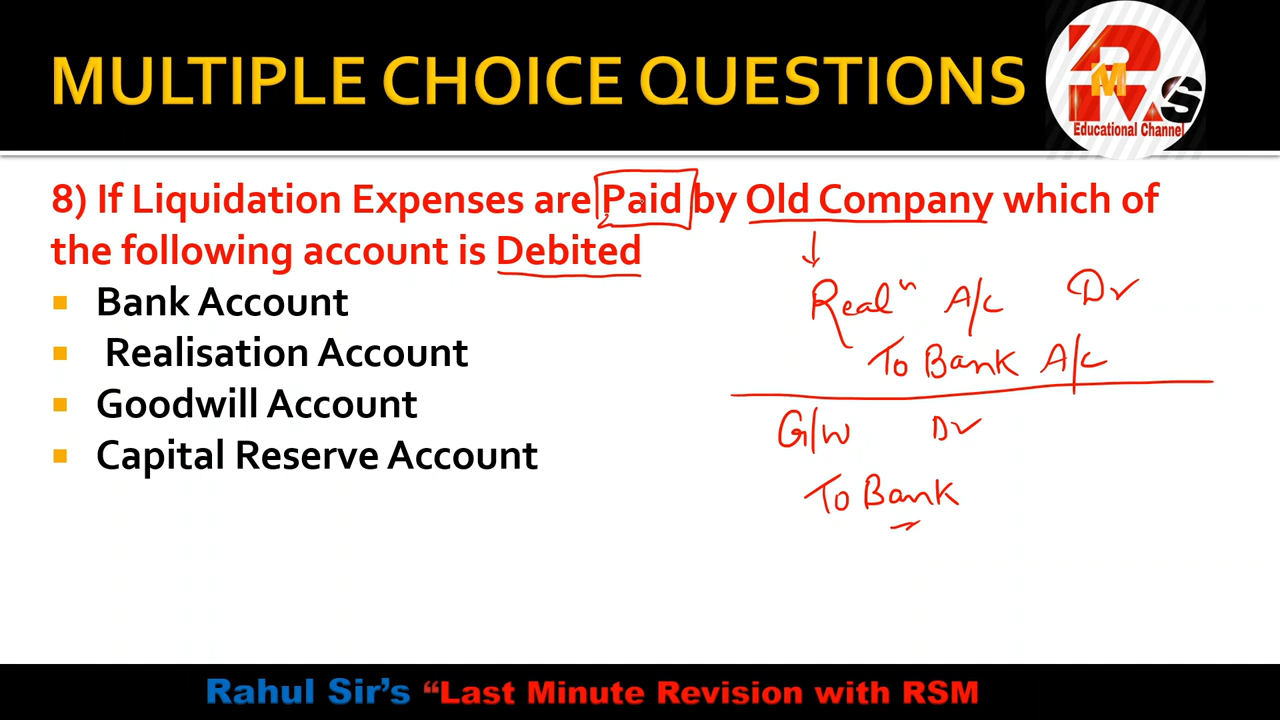 MULTIPLE CHOICE QUESTIONS
R M S
Educational Channel
8) If Liquidation Expenses are Paid by Old Company which of
the following account is Debited
Bank Account
Realisation Account
Goodwill Account
Capital Reserve Account
Realⁿ A/c Dr
To Bank A/c
G/W Dr
To Bank
Rahul Sir's "Last Minute Revision with RSM